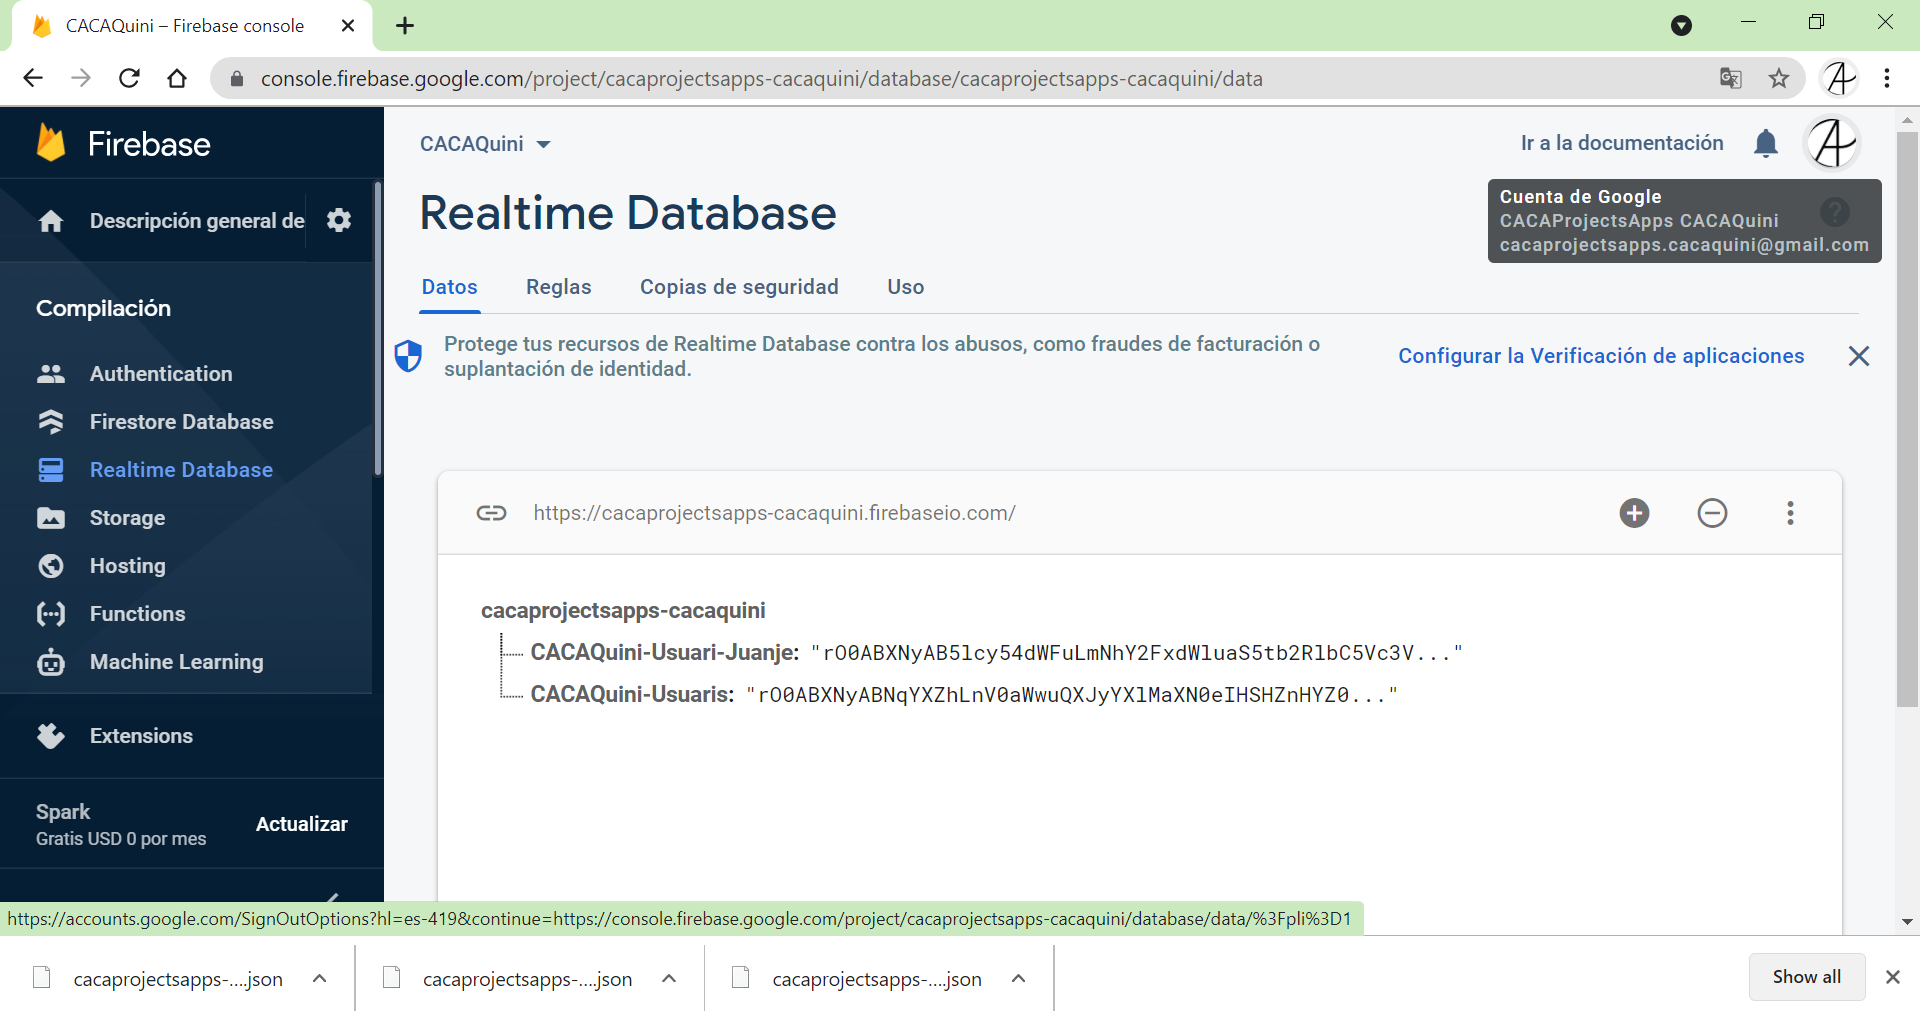 CACAQuini – Firebase console
console.firebase.google.com/project/cacaprojectsapps-cacaquini/database/cacaprojectsapps-cacaquini/data
Firebase
CACAQuini
Ir a la documentación
Realtime Database
Cuenta de Google
CACAProjectsApps CACAQuini
cacaprojectsapps.cacaquini@gmail.com
Descripción general de
Datos
Reglas
Copias de seguridad
Uso
Compilación
Protege tus recursos de Realtime Database contra los abusos, como fraudes de facturación o
suplantación de identidad.
Configurar la Verificación de aplicaciones
Authentication
Firestore Database
Realtime Database
Storage
Hosting
Functions
Machine Learning
Extensions
Spark
Gratis USD 0 por mes
Actualizar
https://cacaprojectsapps-cacaquini.firebaseio.com/
cacaprojectsapps-cacaquini
CACAQuini-Usuari-Juanje: "rO0ABXNyAB5lcy54dWFuLmNhY2FxdWluaS5tb2RlbC5Vc3V..."
CACAQuini-Usuaris: "rO0ABXNyABNqYXZhLnV0aWwuQXJyYXlMaXN0eIHSHZnHYZ0..."
https://accounts.google.com/SignOutOptions?hl=es-419&continue=https://console.firebase.google.com/project/cacaprojectsapps-cacaquini/database/data/%3Fpli%3D1
cacaprojectsapps-....json
cacaprojectsapps-....json
cacaprojectsapps-....json
Show all